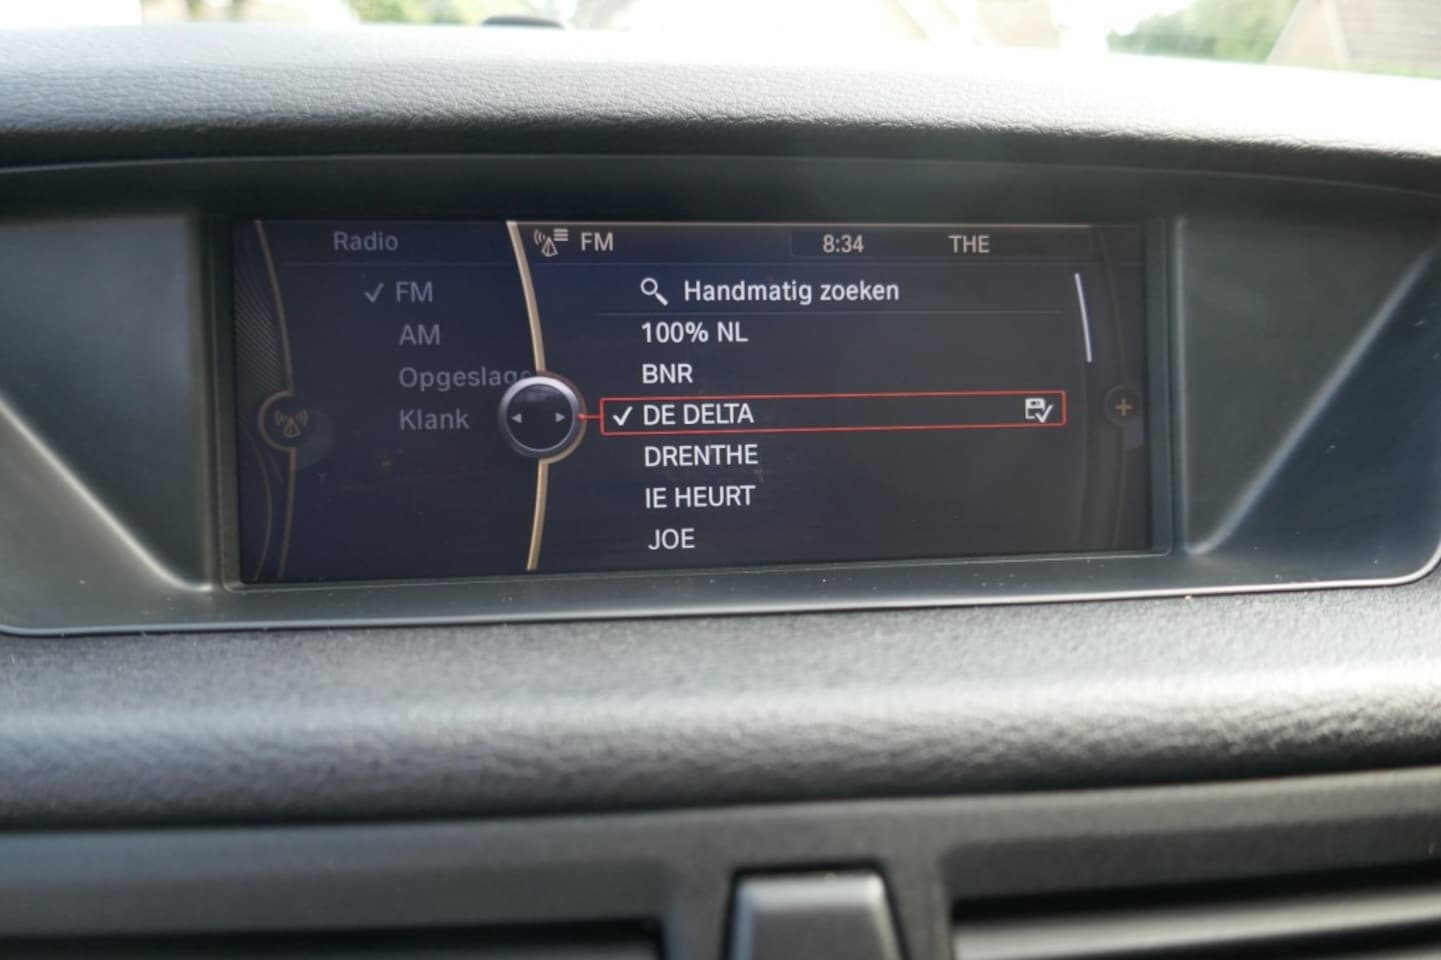 Radio
FM 8:34 THE
FM
AM
Opgeslage
Klank
Handmatig zoeken
100% NL
BNR
DE DELTA
DRENTHE
IE HEURT
JOE